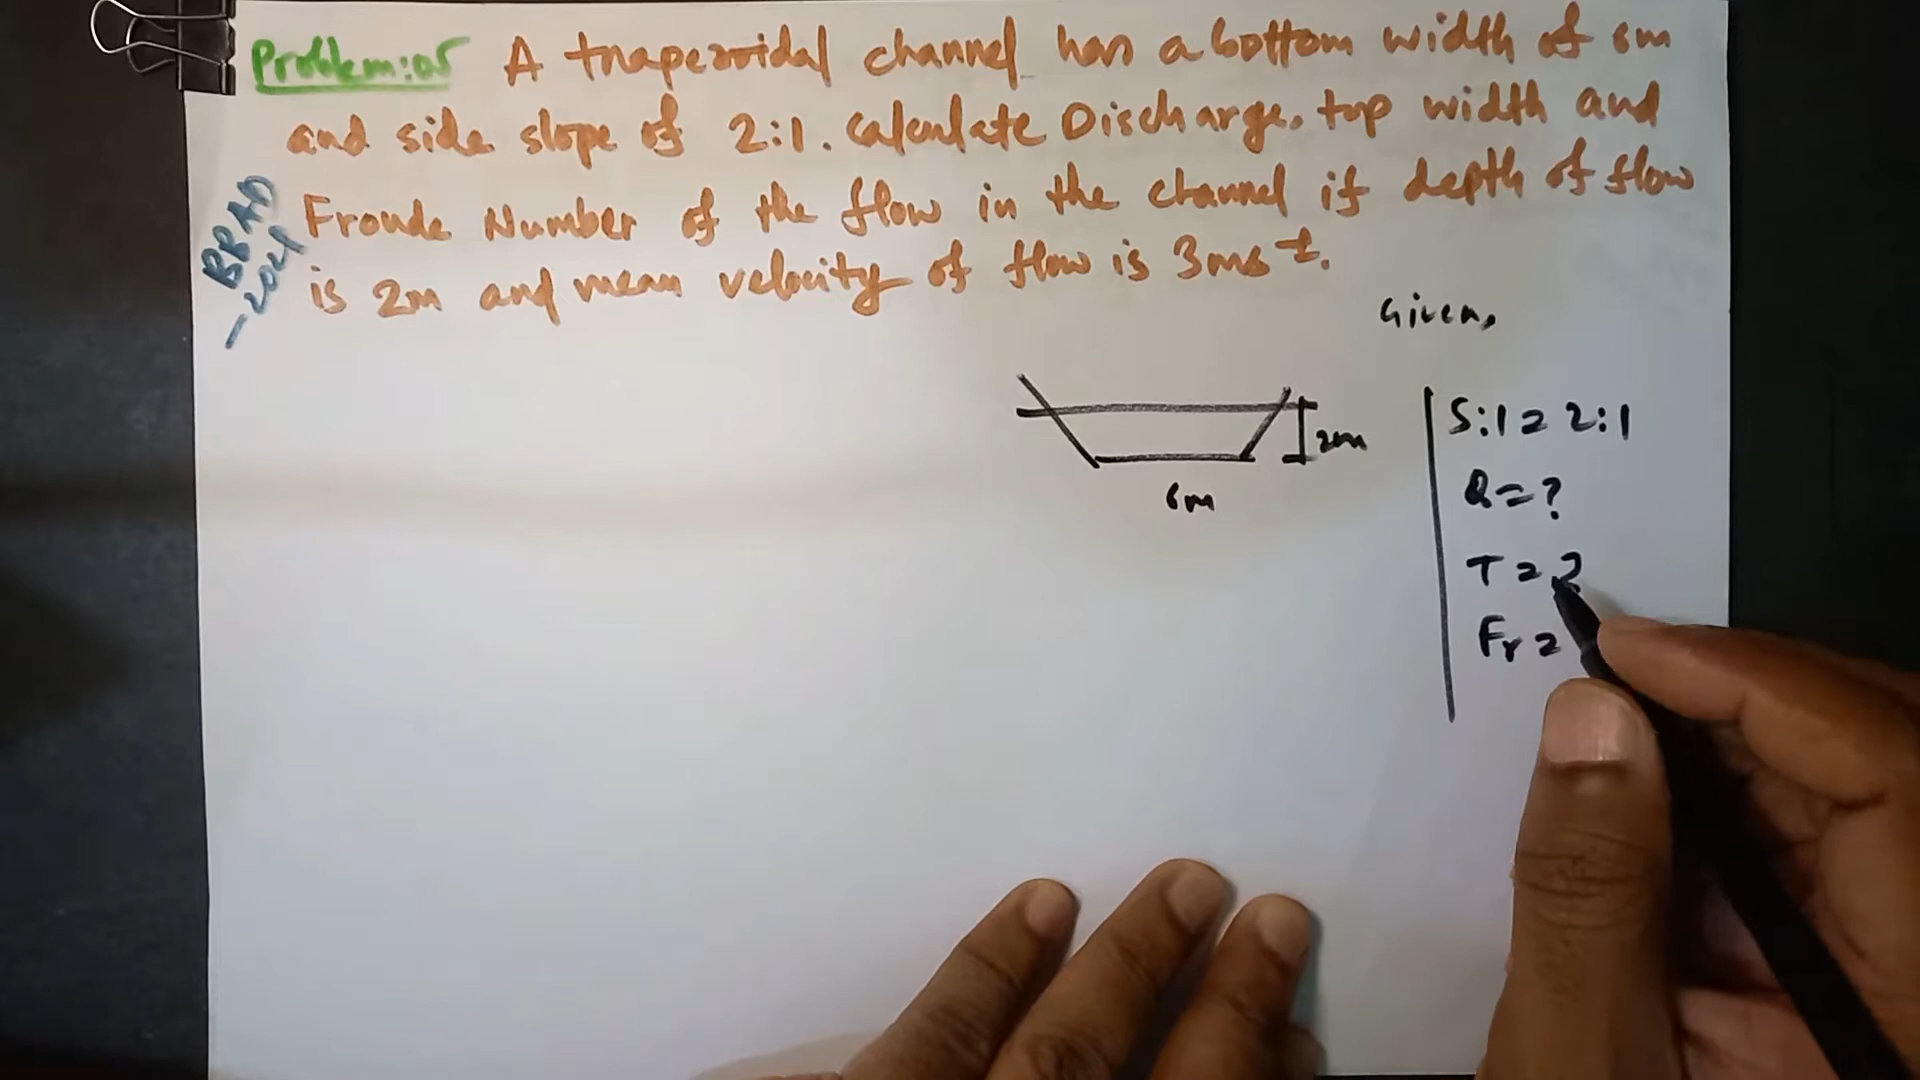 Problem:05 A trapezoidal channel has a bottom width of 6m
and side slope of 2:1. Calculate Discharge, top width and
Froude Number of the flow in the channel if depth of flow
is 2m and mean velocity of flow is 3ms⁻¹.
-2021
Given,
2m
6m
S:1 = 2:1
Q=?
T=?
Fr=